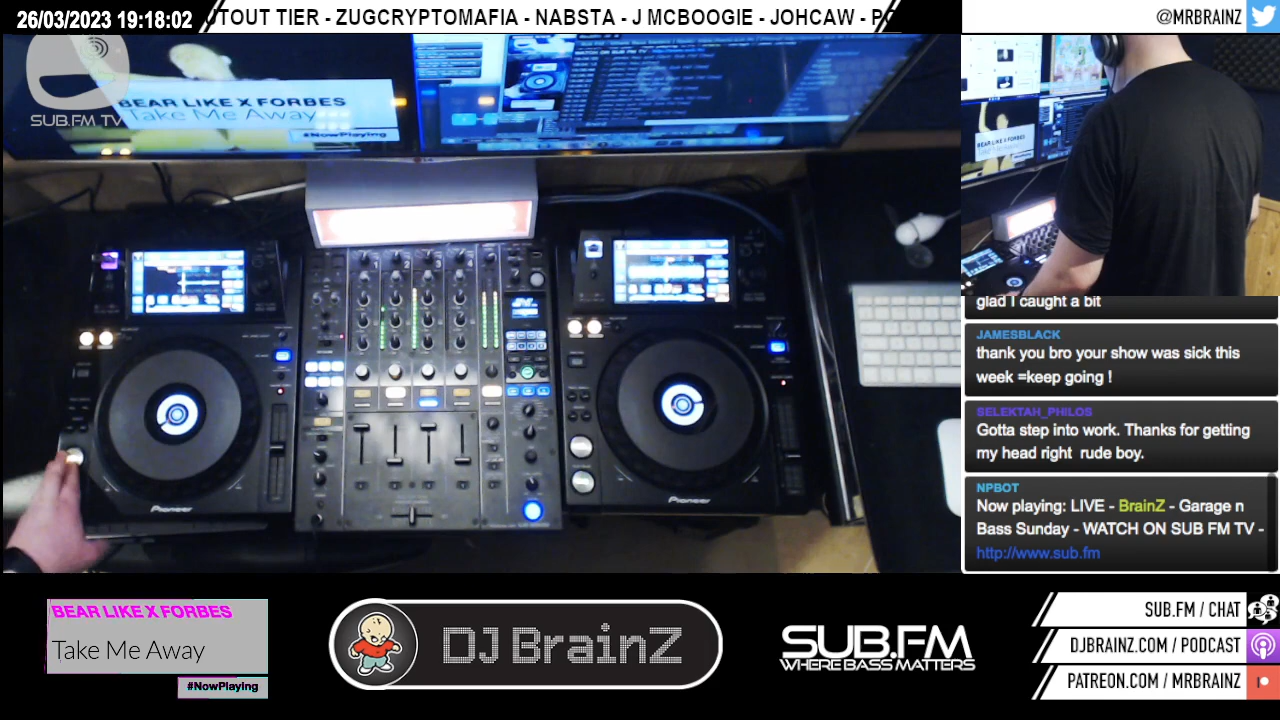 26/03/2023 19:18:02
UTOUT TIER - ZUGCRYPTOMAFIA - NABSTA - J MCBOOGIE - JOHCAW -
@MRBRAINZ
SUB.FM TV
BEAR LIKE X FORBES
Take Me Away
#NowPlaying
BEAR LIKE X FORBES
glad I caught a bit
JAMESBLACK
thank you bro your show was sick this
week =keep going !
SELEKTAH_PHILOS
Gotta step into work. Thanks for getting
my head right rude boy.
NPBOT
Now playing: LIVE - BrainZ - Garage n
Bass Sunday - WATCH ON SUB FM TV -
http://www.sub.fm
Pioneer
Pioneer
BEAR LIKE X FORBES
Take Me Away
#NowPlaying
DJ BrainZ
SUB.FM
WHERE BASS MATTERS
SUB.FM / CHAT
DJBRAINZ.COM / PODCAST
PATREON.COM / MRBRAINZ